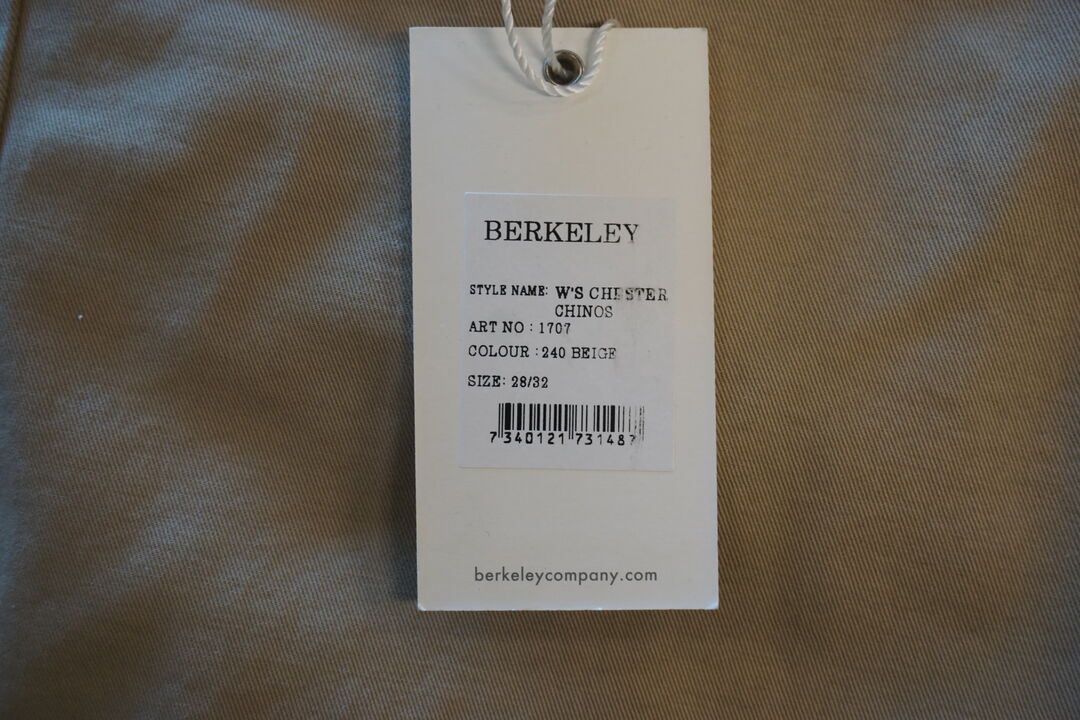 BERKELEY
STYLE NAME: W'S CHESTER
CHINOS
ART NO : 1707
COLOUR : 240 BEIGE
SIZE: 28/32
7 340121 731487
berkeleycompany.com